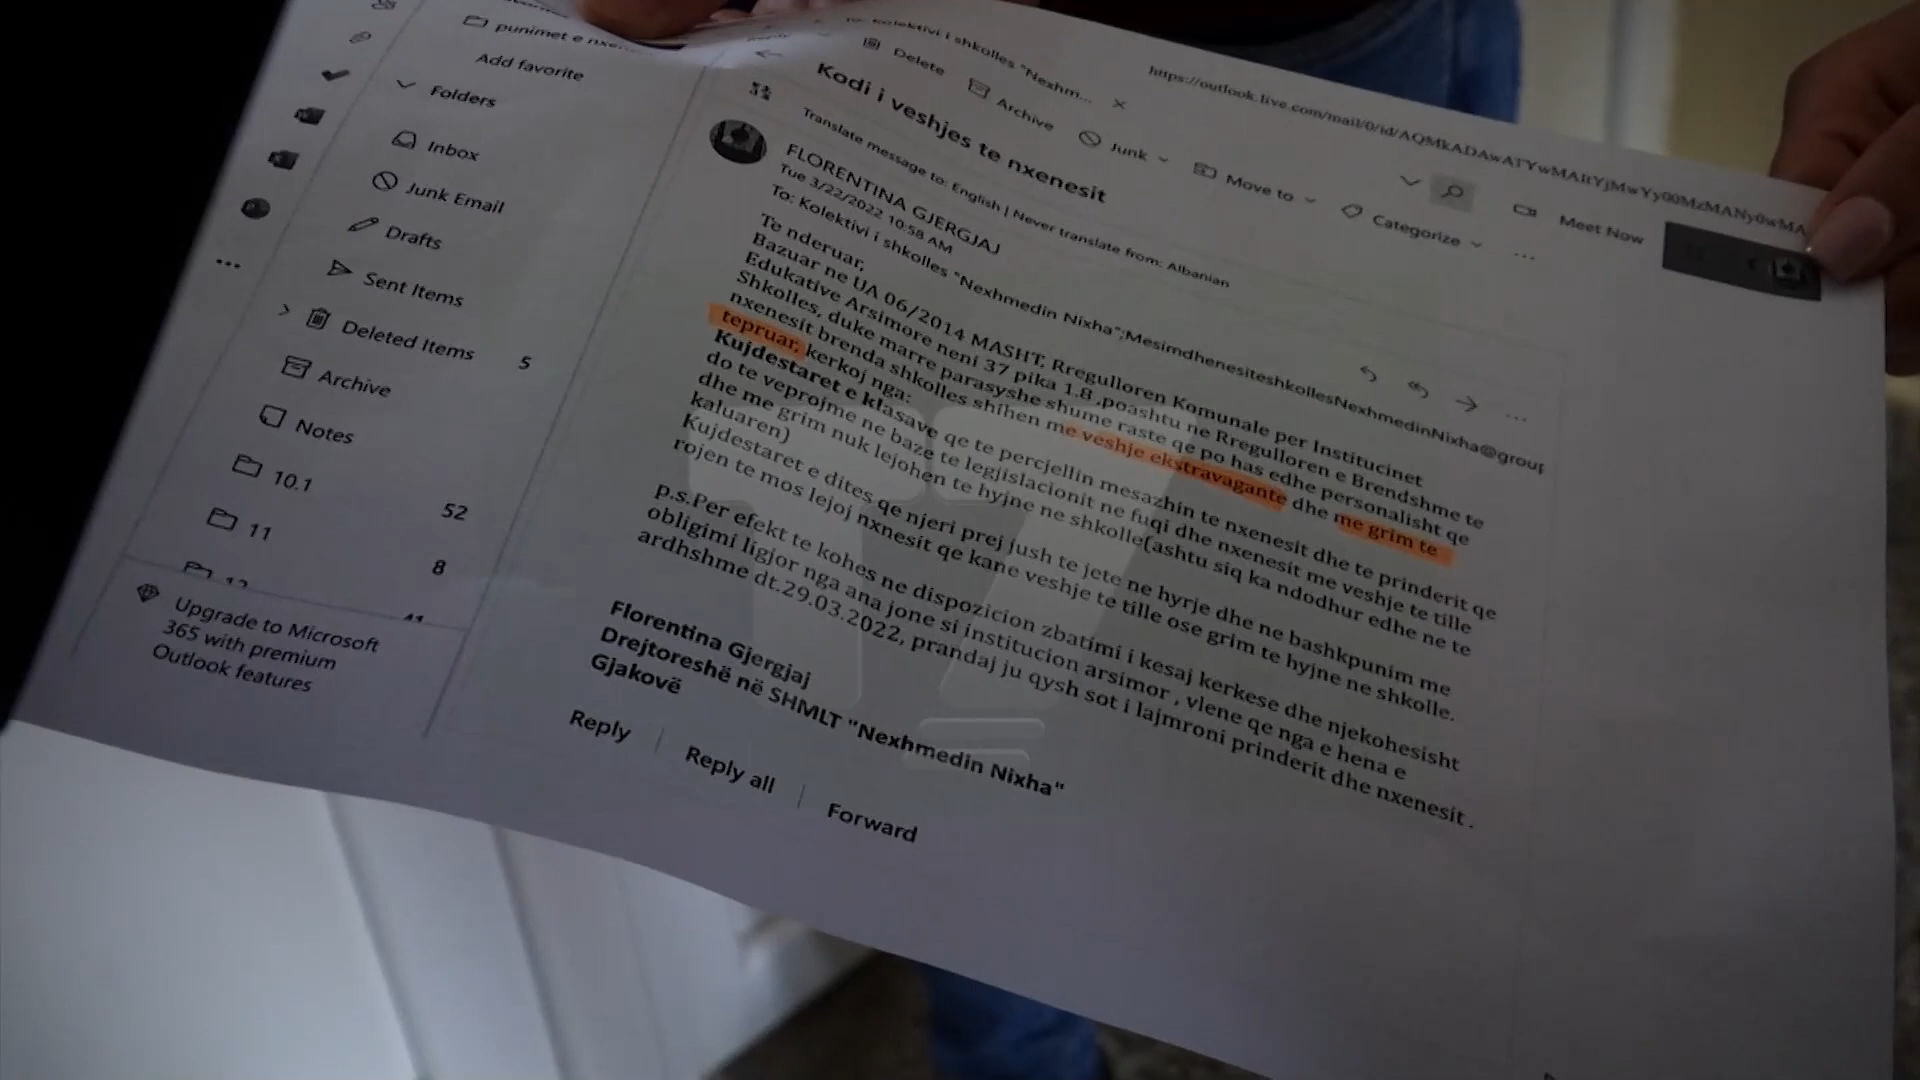 punimet e nxen
Add favorite
Folders
Inbox
Junk Email
Drafts
Sent Items
Deleted Items 5
Archive
Notes
10.1 52
11 8
Upgrade to Microsoft
365 with premium
Outlook features
https://outlook.live.com/mail/0/id/
To: Kolektivi i shkolles "Nexhm...
Delete Archive Junk Move to Categorize ...
Meet Now
Kodi i veshjes te nxenesit
Translate message to: English | Never translate from: Albanian
FLORENTINA GJERGJAJ
Tue 3/22/2022 10:58 AM
To: Kolektivi i shkolles "Nexhmedin Nixha";MesimdhenesiteshkollesNexhmedinNixha@group
Te nderuar,
Bazuar ne UA 06/2014 MASHT, Rregulloren Komunale per Institucinet
Edukative Arsimore neni 37 pika 1.8 ,poashtu ne Rregulloren e Brendshme te
Shkolles, duke marre parasyshe shume raste qe po has edhe personalisht qe
nxenesit brenda shkolles shihen me veshje ekstravagante dhe me grim te
tepruar, kerkoj nga:
Kujdestaret e klasave qe te percjellin mesazhin te nxenesit dhe te prinderit qe
do te veprojme ne baze te legjislacionit ne fuqi dhe nxenesit me veshje te tille
dhe me grim nuk lejohen te hyjne ne shkolle(ashtu siq ka ndodhur edhe ne te
kaluaren)
Kujdestaret e dites qe njeri prej jush te jete ne hyrje dhe ne bashkpunim me
rojen te mos lejoj nxnesit qe kane veshje te tille ose grim te hyjne ne shkolle.
p.s.Per efekt te kohes ne dispozicion zbatimi i kesaj kerkese dhe njekohesisht
obligimi ligjor nga ana jone si institucion arsimor , vlene qe nga e hena e
ardhshme dt.29.03.2022, prandaj ju qysh sot i lajmroni prinderit dhe nxenesit .
Florentina Gjergjaj
Drejtoreshë në SHMLT "Nexhmedin Nixha"
Gjakovë
Reply Reply all Forward